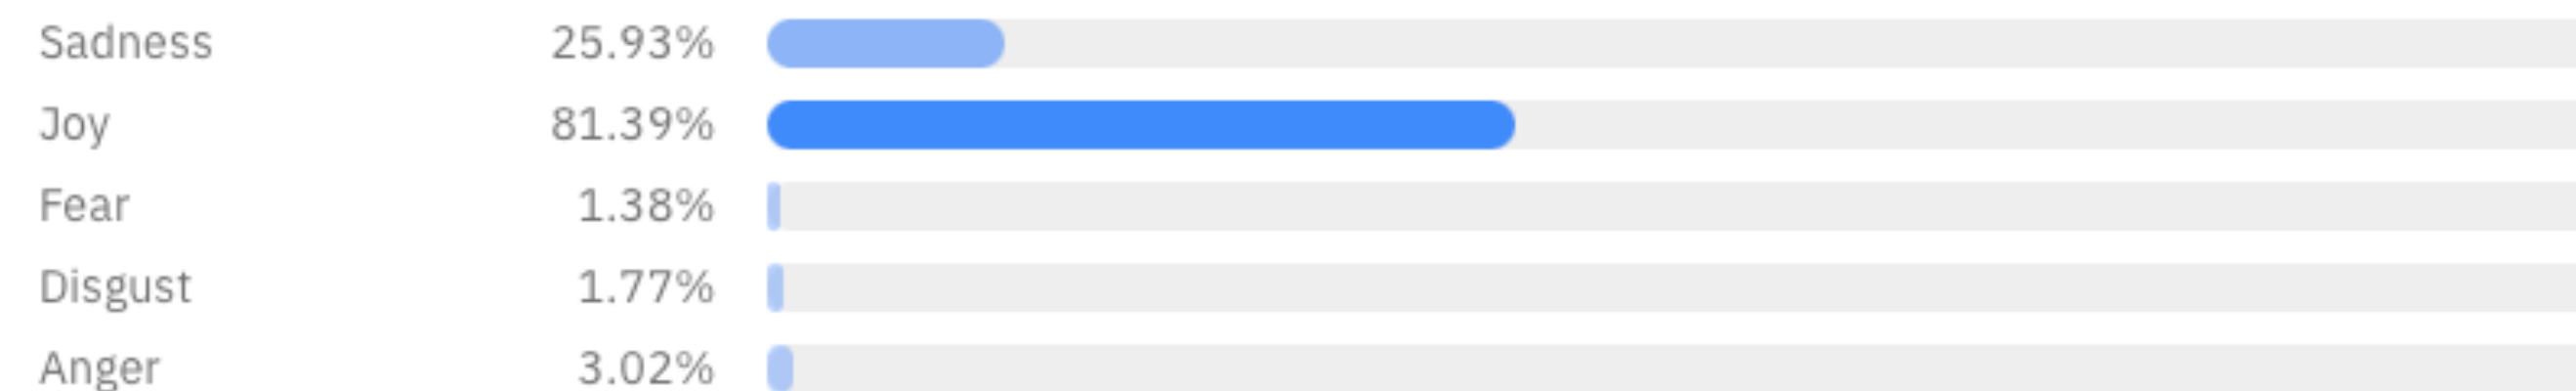 Sadness 25.93%
Joy 81.39%
Fear 1.38%
Disgust 1.77%
Anger 3.02%